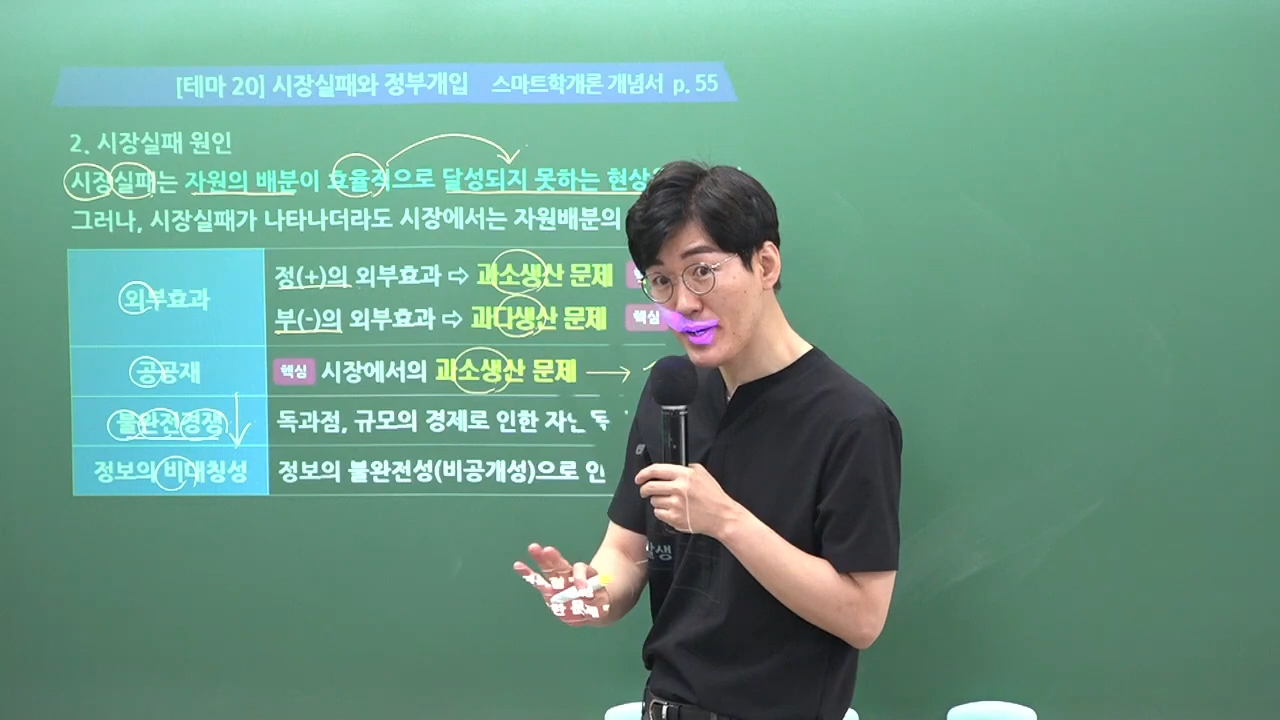 [테마 20] 시장실패와 정부개입 스마트학개론 개념서 p. 55
2. 시장실패 원인
시장실패는 자원의 배분이 효율적으로 달성되지 못하는 현상을
그러나, 시장실패가 나타나더라도 시장에서는 자원배분의
외부효과
정(+)의 외부효과 ⇨ 과소생산 문제
부(-)의 외부효과 ⇨ 과다생산 문제 핵심
공공재
핵심 시장에서의 과소생산 문제
불완전경쟁
독과점, 규모의 경제로 인한 자연 독
정보의 비대칭성
정보의 불완전성(비공개성)으로 인